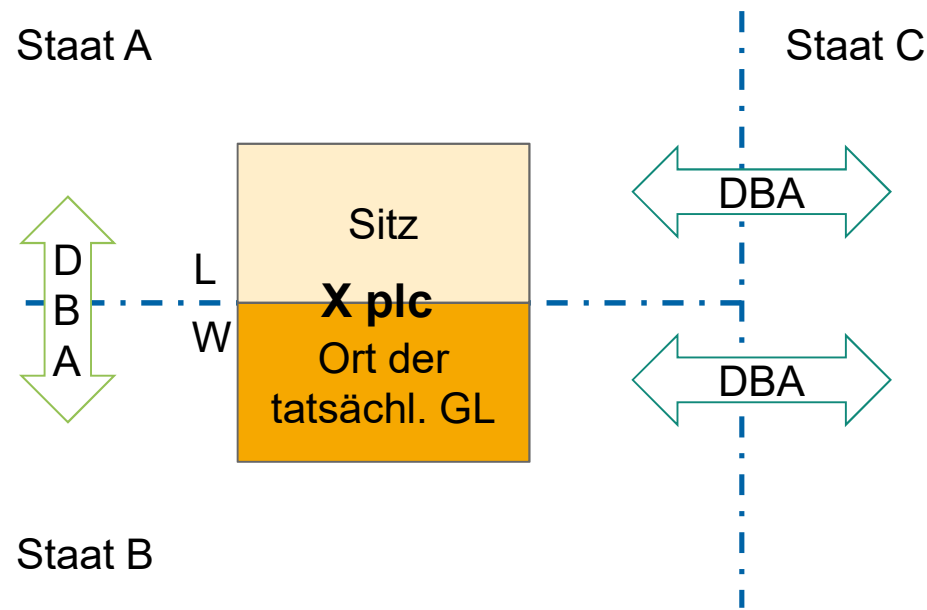 Staat A
Staat C
DBA
Sitz
D
B
A
L
X plc
W
Ort der
tatsächl. GL
DBA
Staat B